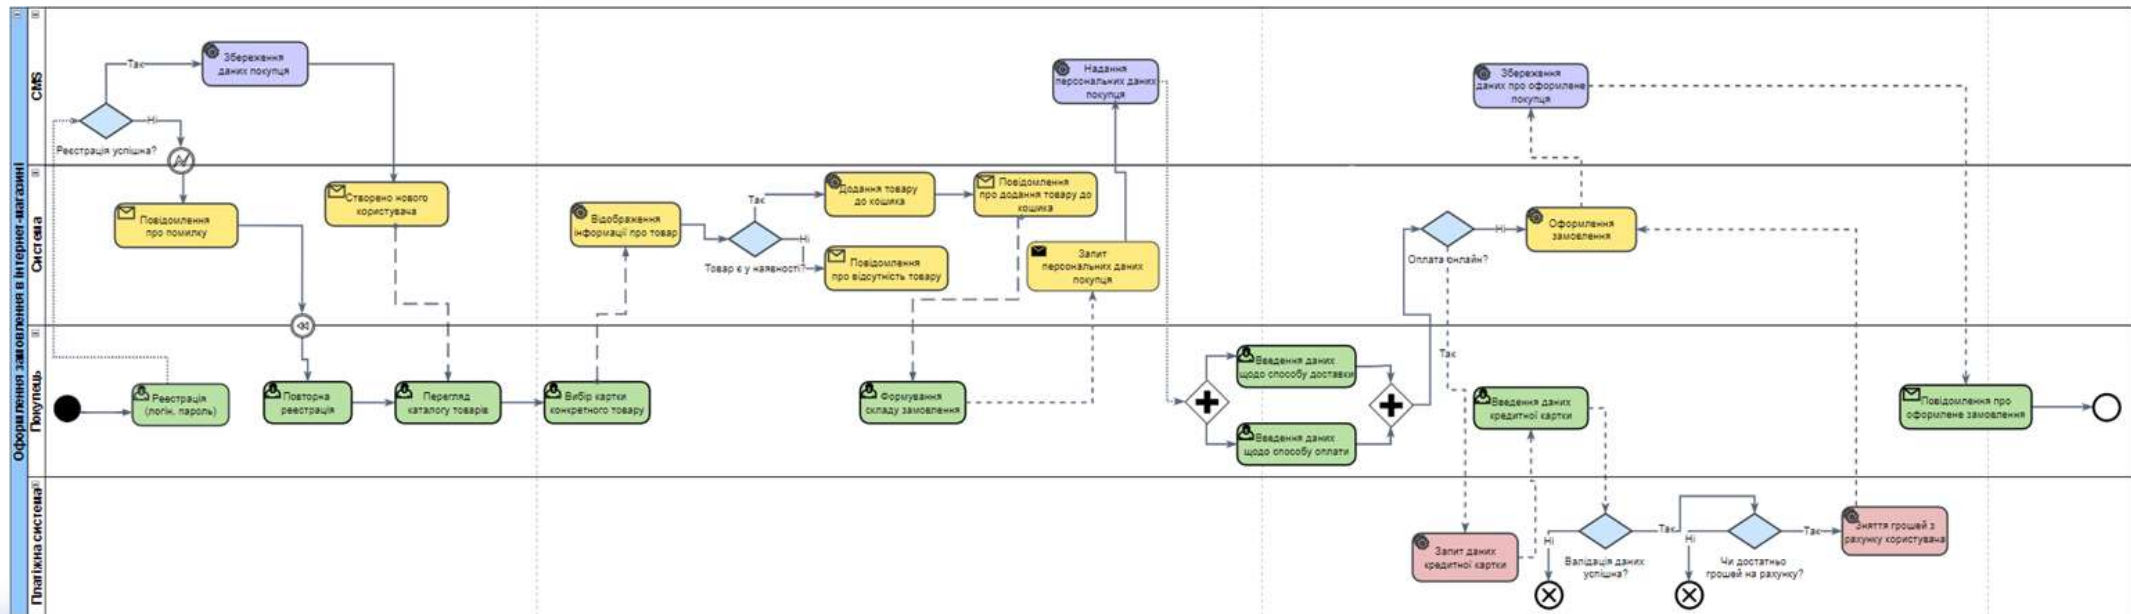 Оформлення замовлення в інтернет-магазині
CMS
Так
Збереження
даних покупця
Ні
Реєстрація успішна?
Надання
персональних даних
покупця
Збереження
даних про оформлене
покупця
Система
Повідомлення
про помилку
Створено нового
користувача
Відображення
інформації про товар
Так
Ні
Товар є у наявності?
Додання товару
до кошика
Повідомлення
про відсутність товару
Повідомлення
про додання товару до
кошика
Запит
персональних даних
покупця
Оплата онлайн?
Ні
Так
Оформлення
замовлення
Покупець
Реєстрація
(логін, пароль)
Повторна
реєстрація
Перегляд
каталогу товарів
Вибір картки
конкретного товару
Формування
складу замовлення
Введення даних
щодо способу доставки
Введення даних
щодо способу оплати
Введення даних
кредитної картки
Повідомлення про
оформлене замовлення
Платіжна система
Запит даних
кредитної картки
Ні
Валідація даних
успішна?
Так
Ні
Чи достатньо
грошей на рахунку?
Так
Зняття грошей з
рахунку користувача